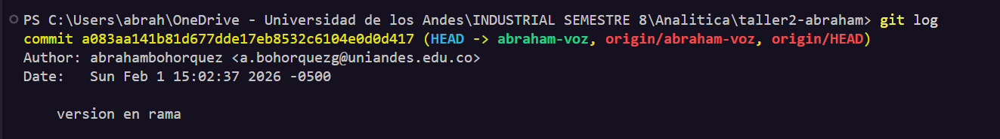 PS C:\Users\abrah\OneDrive - Universidad de los Andes\INDUSTRIAL SEMESTRE 8\Analitica\taller2-abraham> git log
commit a083aa141b81d677dde17eb8532c6104e0d0d417 (HEAD -> abraham-voz, origin/abraham-voz, origin/HEAD)
Author: abrahambohorquez <a.bohorquezg@uniandes.edu.co>
Date:   Sun Feb 1 15:02:37 2026 -0500
    version en rama